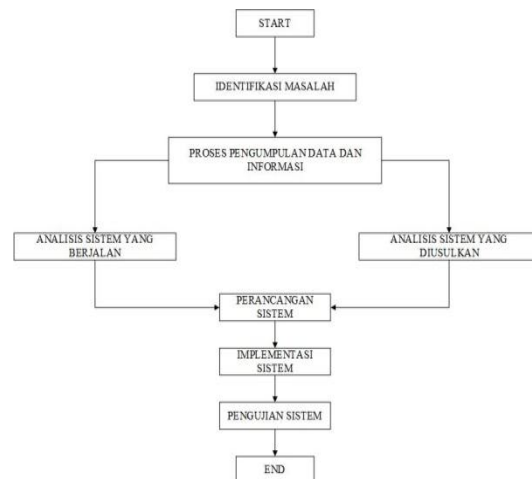 START
IDENTIFIKASI MASALAH
PROSES PENGUMPULAN DATA DAN
INFORMASI
ANALISIS SISTEM YANG
BERJALAN
ANALISIS SISTEM YANG
DIUSULKAN
PERANCANGAN
SISTEM
IMPLEMENTASI
SISTEM
PENGUJIAN SISTEM
END